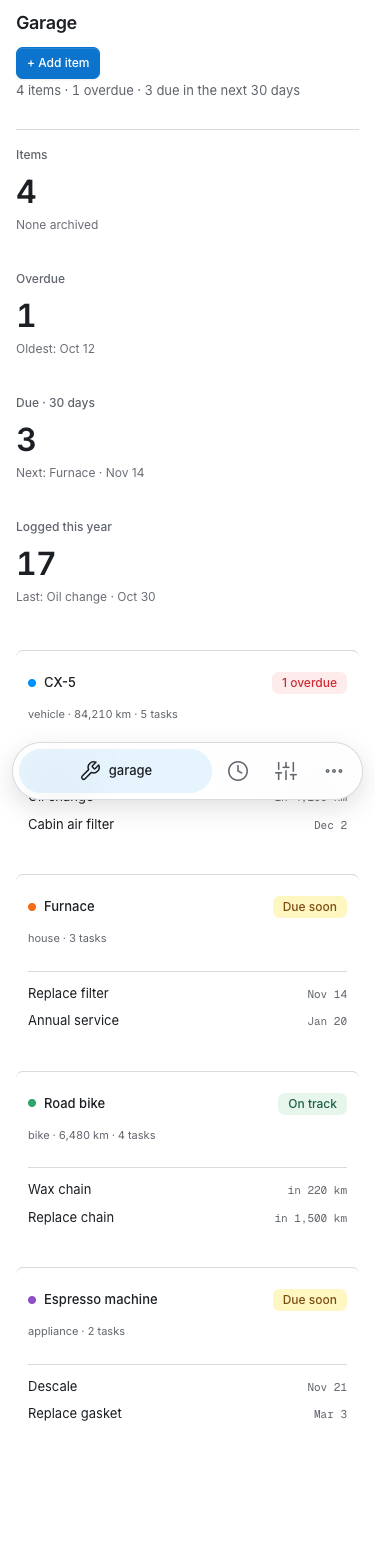 Garage
+ Add item
4 items · 1 overdue · 3 due in the next 30 days
Items
4
None archived
Overdue
1
Oldest: Oct 12
Due · 30 days
3
Next: Furnace · Nov 14
Logged this year
17
Last: Oil change · Oct 30
CX-5 1 overdue
vehicle · 84,210 km · 5 tasks
garage
Cabin air filter Dec 2
Furnace Due soon
house · 3 tasks
Replace filter Nov 14
Annual service Jan 20
Road bike On track
bike · 6,480 km · 4 tasks
Wax chain in 220 km
Replace chain in 1,500 km
Espresso machine Due soon
appliance · 2 tasks
Descale Nov 21
Replace gasket Mar 3